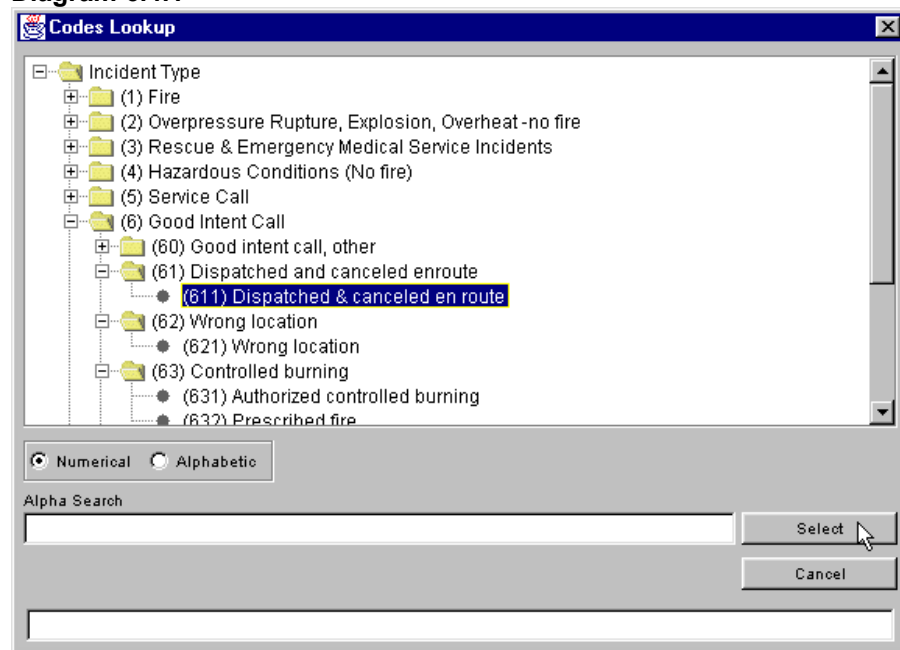 Codes Lookup
Incident Type
(1) Fire
(2) Overpressure Rupture, Explosion, Overheat-no fire
(3) Rescue & Emergency Medical Service Incidents
(4) Hazardous Conditions (No fire)
(5) Service Call
(6) Good Intent Call
(60) Good intent call, other
(61) Dispatched and canceled enroute
(611) Dispatched & canceled en route
(62) Wrong location
(621) Wrong location
(63) Controlled burning
(631) Authorized controlled burning
(632) Prescribed fire
Numerical Alphabetic
Alpha Search
Select
Cancel